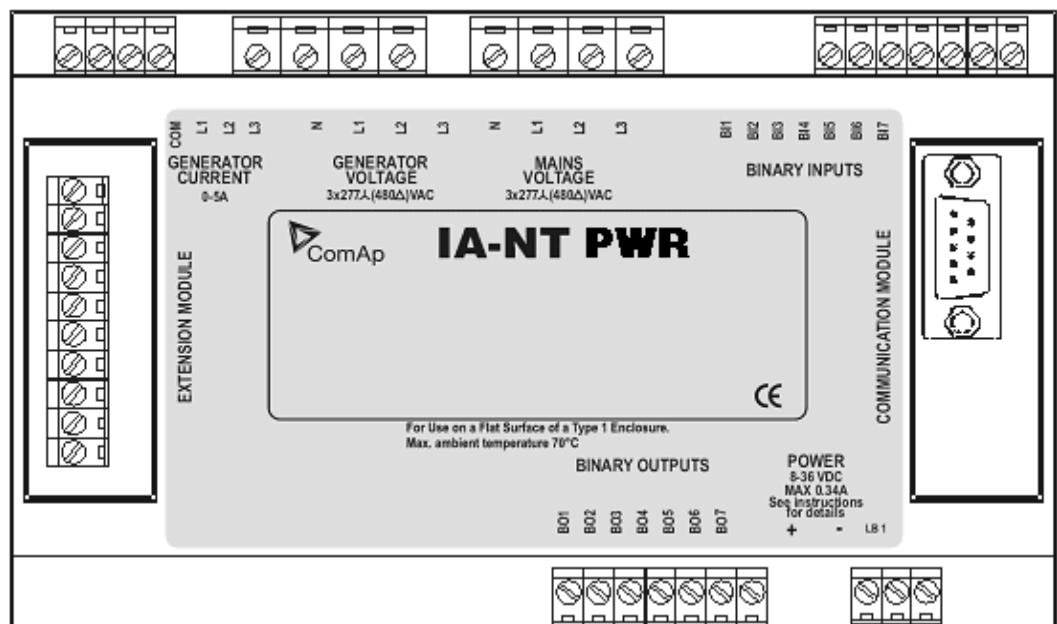 COM L1 L2 L3 N L1 L2 L3 N L1 L2 L3 BI1 BI2 BI3 BI4 BI5 BI6 BI7
GENERATOR
CURRENT
0-5A
GENERATOR
VOLTAGE
3x277⅄(480Δ)VAC
MAINS
VOLTAGE
3x277⅄(480Δ)VAC
BINARY INPUTS
EXTENSION MODULE
ComAp
IA-NT PWR
CE
COMMUNICATION MODULE
For Use on a Flat Surface of a Type 1 Enclosure.
Max. ambient temperature 70°C
BINARY OUTPUTS
BO1 BO2 BO3 BO4 BO5 BO6 BO7
POWER
8-36 VDC
MAX 0.34A
See instructions
for details
+ - LB 1